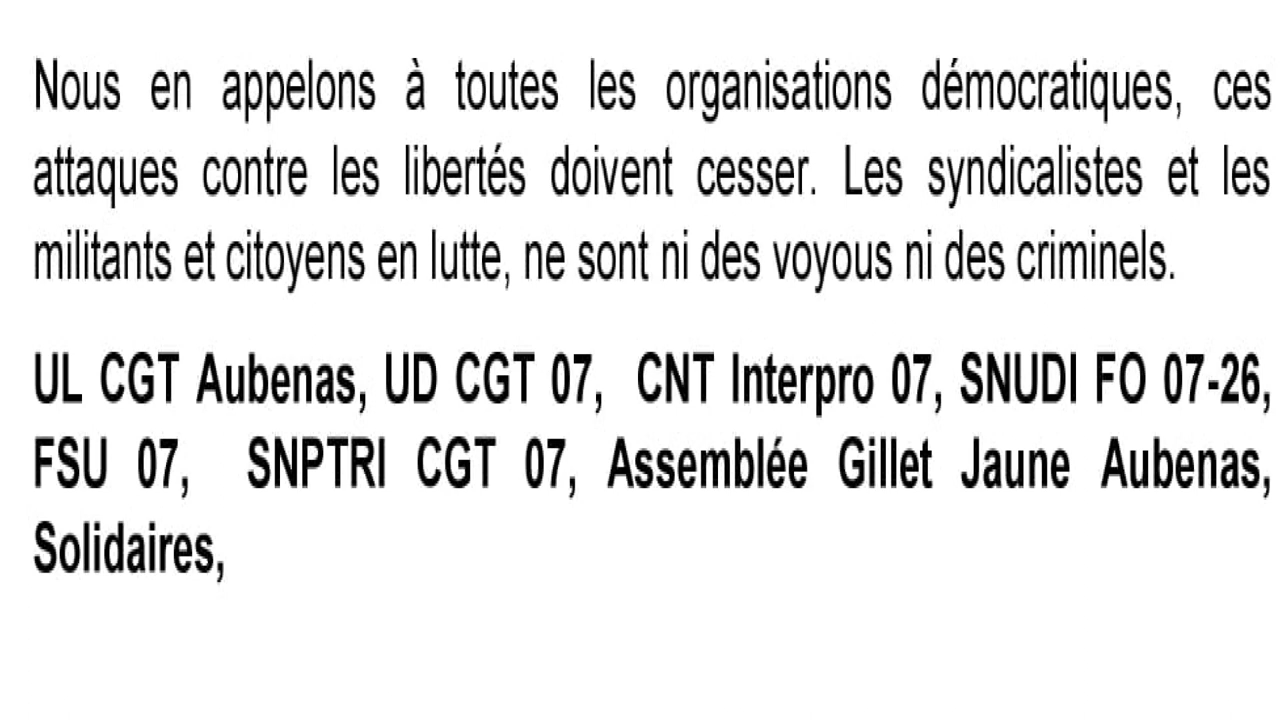 Nous en appelons à toutes les organisations démocratiques, ces
attaques contre les libertés doivent cesser. Les syndicalistes et les
militants et citoyens en lutte, ne sont ni des voyous ni des criminels.
UL CGT Aubenas, UD CGT 07, CNT Interpro 07, SNUDI FO 07-26,
FSU 07, SNPTRI CGT 07, Assemblée Gillet Jaune Aubenas,
Solidaires,